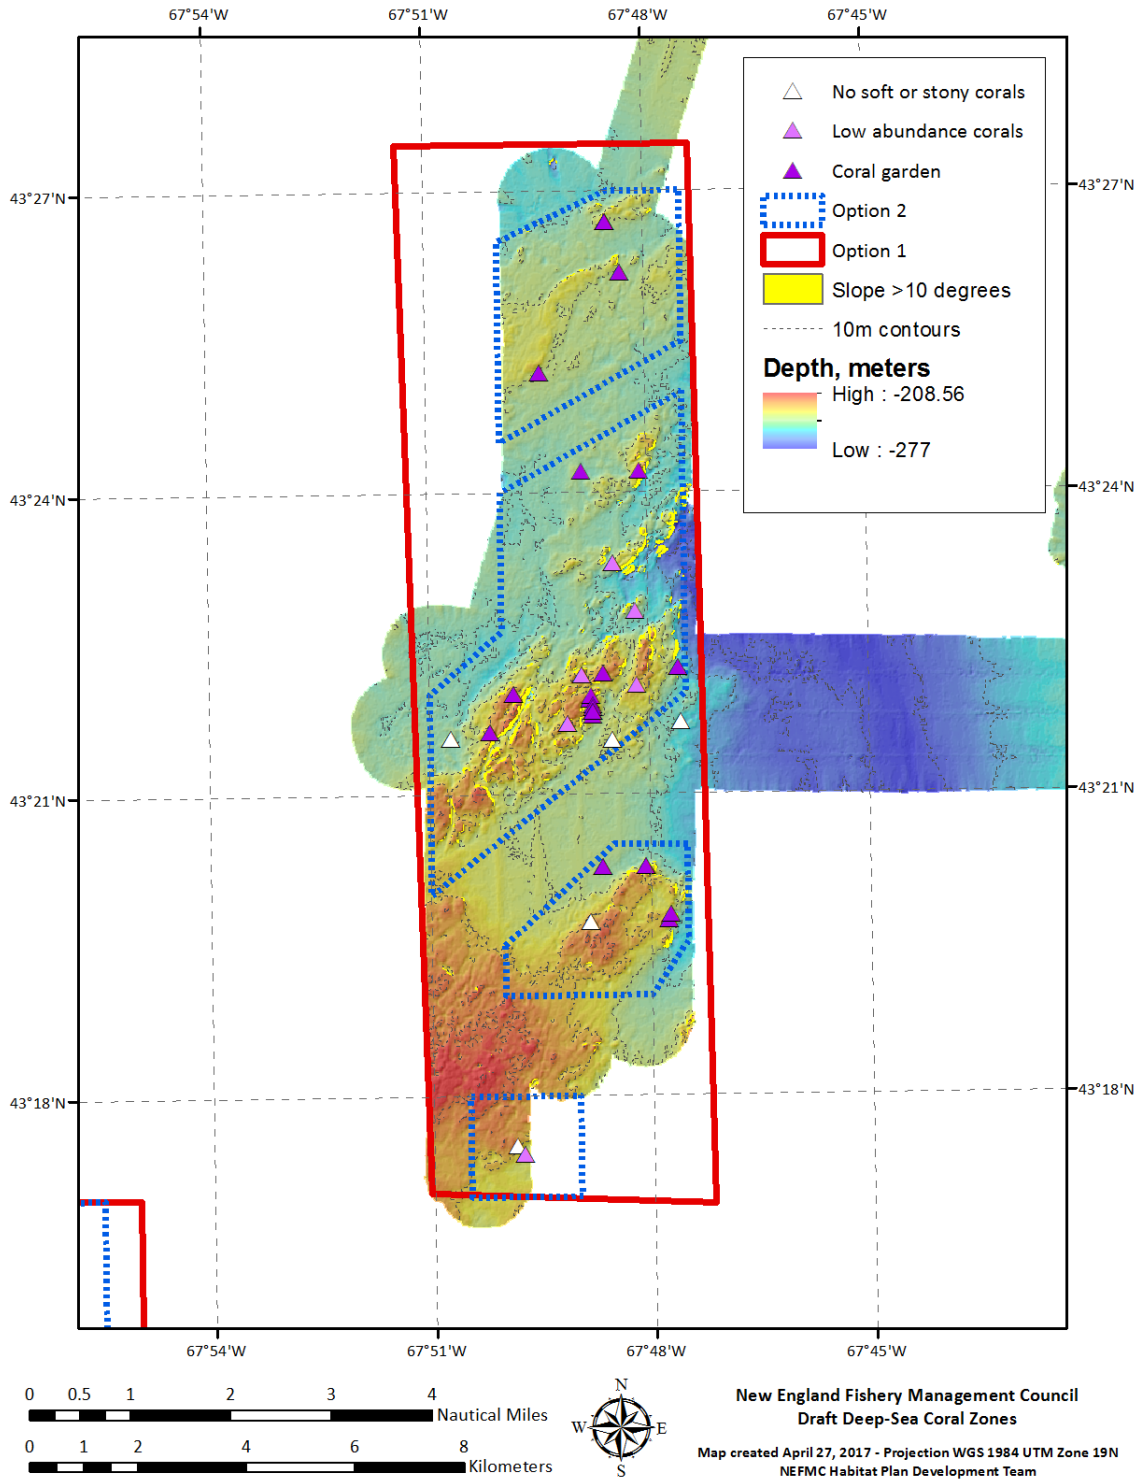 67°54'W 67°51'W 67°48'W 67°45'W
No soft or stony corals
Low abundance corals
Coral garden
Option 2
Option 1
Slope >10 degrees
10m contours
Depth, meters
High : -208.56
Low : -277
43°27'N 43°27'N
43°24'N 43°24'N
43°21'N 43°21'N
43°18'N 43°18'N
67°54'W 67°51'W 67°48'W 67°45'W
0 0.5 1 2 3 4
Nautical Miles
0 1 2 4 6 8
Kilometers
N
W E
S
New England Fishery Management Council
Draft Deep-Sea Coral Zones
Map created April 27, 2017 - Projection WGS 1984 UTM Zone 19N
NEFMC Habitat Plan Development Team